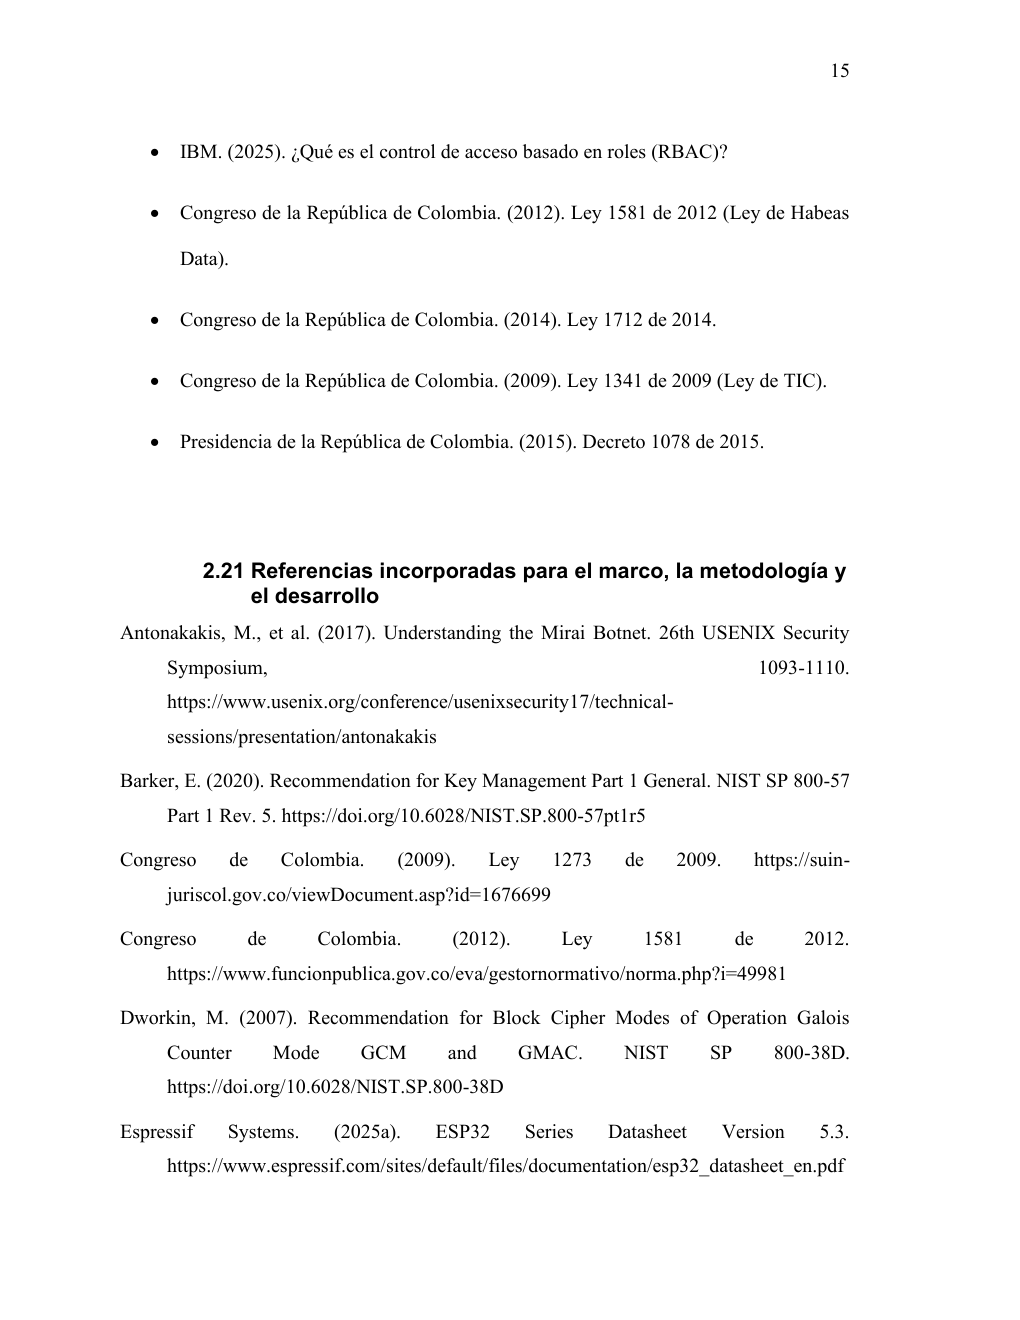 15
• IBM. (2025). ¿Qué es el control de acceso basado en roles (RBAC)?
• Congreso de la República de Colombia. (2012). Ley 1581 de 2012 (Ley de Habeas
Data).
• Congreso de la República de Colombia. (2014). Ley 1712 de 2014.
• Congreso de la República de Colombia. (2009). Ley 1341 de 2009 (Ley de TIC).
• Presidencia de la República de Colombia. (2015). Decreto 1078 de 2015.
2.21 Referencias incorporadas para el marco, la metodología y
el desarrollo
Antonakakis, M., et al. (2017). Understanding the Mirai Botnet. 26th USENIX Security
Symposium, 1093-1110.
https://www.usenix.org/conference/usenixsecurity17/technical-
sessions/presentation/antonakakis
Barker, E. (2020). Recommendation for Key Management Part 1 General. NIST SP 800-57
Part 1 Rev. 5. https://doi.org/10.6028/NIST.SP.800-57pt1r5
Congreso de Colombia. (2009). Ley 1273 de 2009. https://suin-
juriscol.gov.co/viewDocument.asp?id=1676699
Congreso de Colombia. (2012). Ley 1581 de 2012.
https://www.funcionpublica.gov.co/eva/gestornormativo/norma.php?i=49981
Dworkin, M. (2007). Recommendation for Block Cipher Modes of Operation Galois
Counter Mode GCM and GMAC. NIST SP 800-38D.
https://doi.org/10.6028/NIST.SP.800-38D
Espressif Systems. (2025a). ESP32 Series Datasheet Version 5.3.
https://www.espressif.com/sites/default/files/documentation/esp32_datasheet_en.pdf